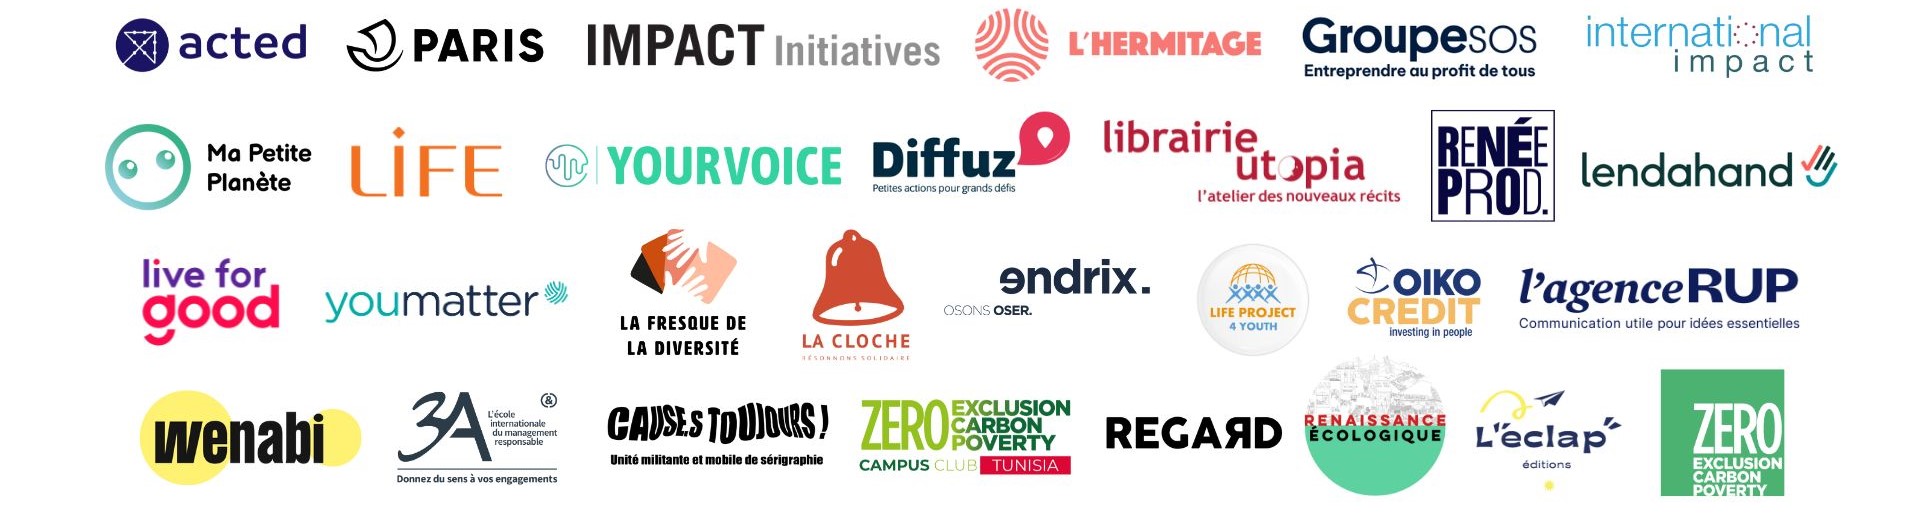 acted
PARIS
IMPACT Initiatives
L'HERMITAGE
Groupesos
Entreprendre au profit de tous
international
impact
Ma Petite
Planète
LiFE
YOURVOICE
Diffuz
Petites actions pour grands défis
librairie
utopia
l'atelier des nouveaux récits
RENÉE
PROD.
lendahand
live for
good
youmatter
LA FRESQUE DE
LA DIVERSITÉ
LA CLOCHE
RÉSONNONS SOLIDAIRE
endrix.
OSONS OSER.
LIFE PROJECT
4 YOUTH
OIKO
CREDIT
investing in people
l'agence RUP
Communication utile pour idées essentielles
wenabi
3A
&
L'école
internationale
du management
responsable
Donnez du sens à vos engagements
CAUSES TOUJOURS !
Unité militante et mobile de sérigraphie
ZERO EXCLUSION
CARBON
POVERTY
CAMPUS CLUB TUNISIA
REGARD
RENAISSANCE
ÉCOLOGIQUE
L'éclap
éditions
ZERO
EXCLUSION
CARBON
POVERTY